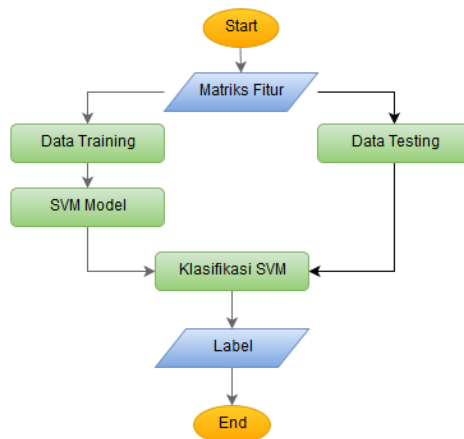 Start
Matriks Fitur
Data Training
Data Testing
SVM Model
Klasifikasi SVM
Label
End